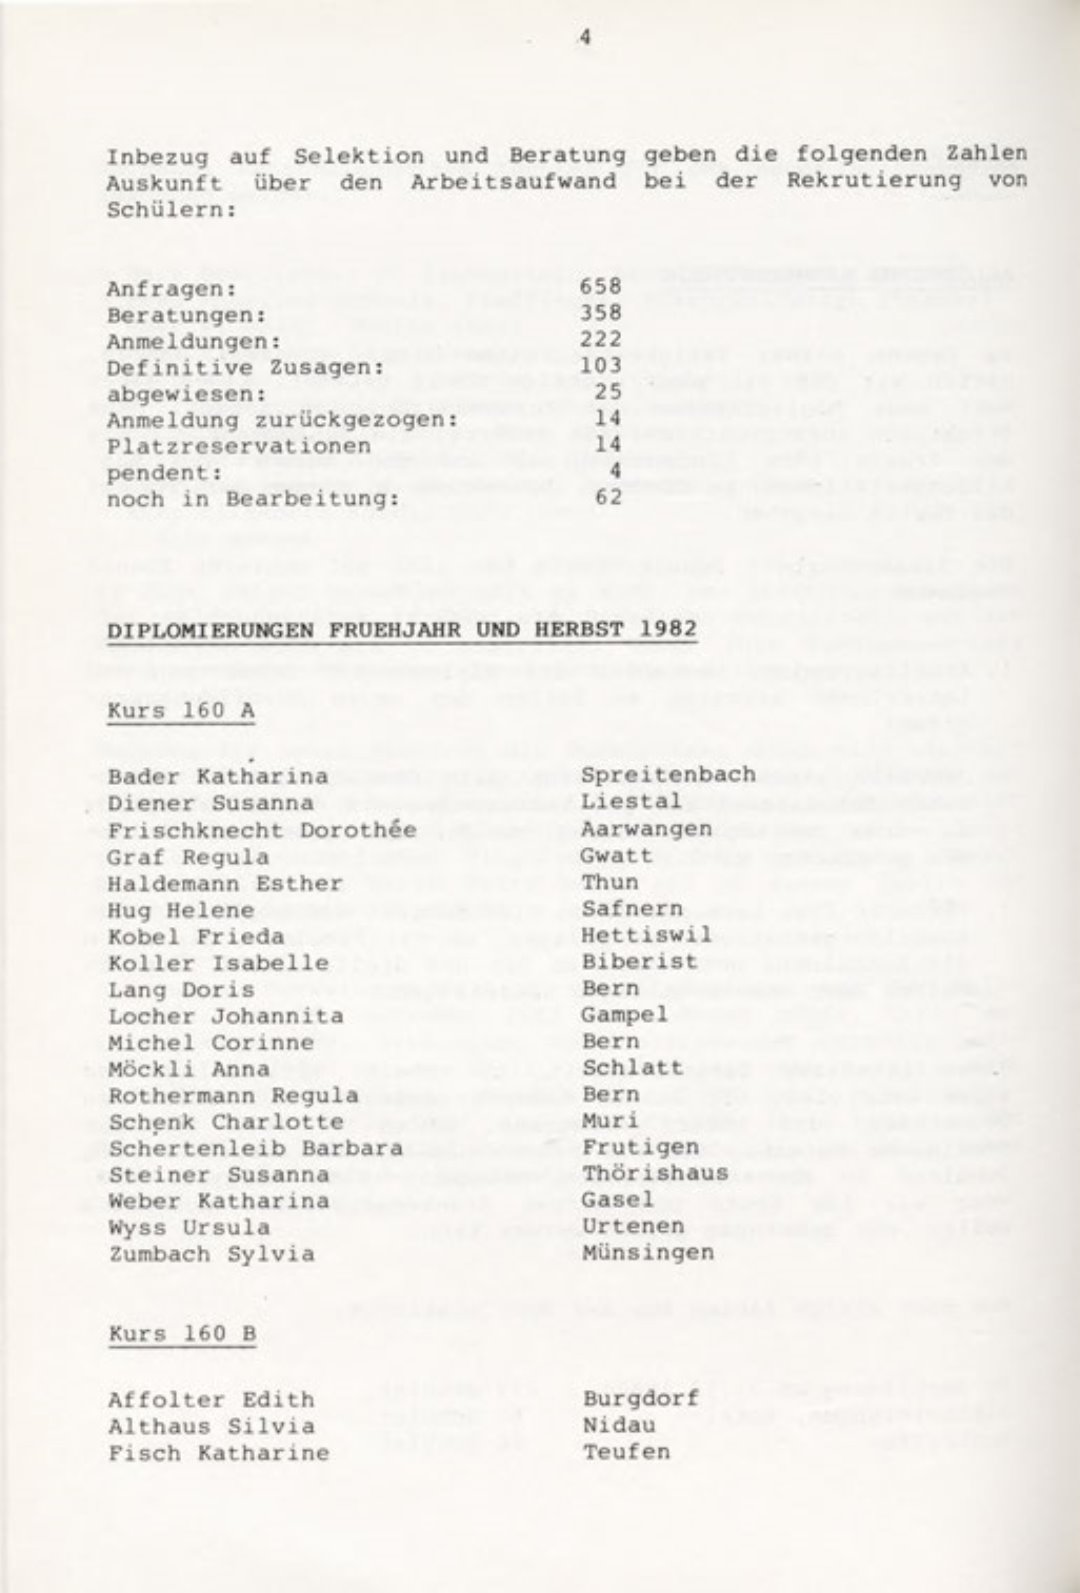 4
Inbezug auf Selektion und Beratung geben die folgenden Zahlen
Auskunft über den Arbeitsaufwand bei der Rekrutierung von
Schülern:
Anfragen: 658
Beratungen: 358
Anmeldungen: 222
Definitive Zusagen: 103
abgewiesen: 25
Anmeldung zurückgezogen: 14
Platzreservationen 14
pendent: 4
noch in Bearbeitung: 62
DIPLOMIERUNGEN FRUEHJAHR UND HERBST 1982
Kurs 160 A
Bader Katharina Spreitenbach
Diener Susanna Liestal
Frischknecht Dorothée Aarwangen
Graf Regula Gwatt
Haldemann Esther Thun
Hug Helene Safnern
Kobel Frieda Hettiswil
Koller Isabelle Biberist
Lang Doris Bern
Locher Johannita Gampel
Michel Corinne Bern
Möckli Anna Schlatt
Rothermann Regula Bern
Schenk Charlotte Muri
Schertenleib Barbara Frutigen
Steiner Susanna Thörishaus
Weber Katharina Gasel
Wyss Ursula Urtenen
Zumbach Sylvia Münsingen
Kurs 160 B
Affolter Edith Burgdorf
Althaus Silvia Nidau
Fisch Katharine Teufen